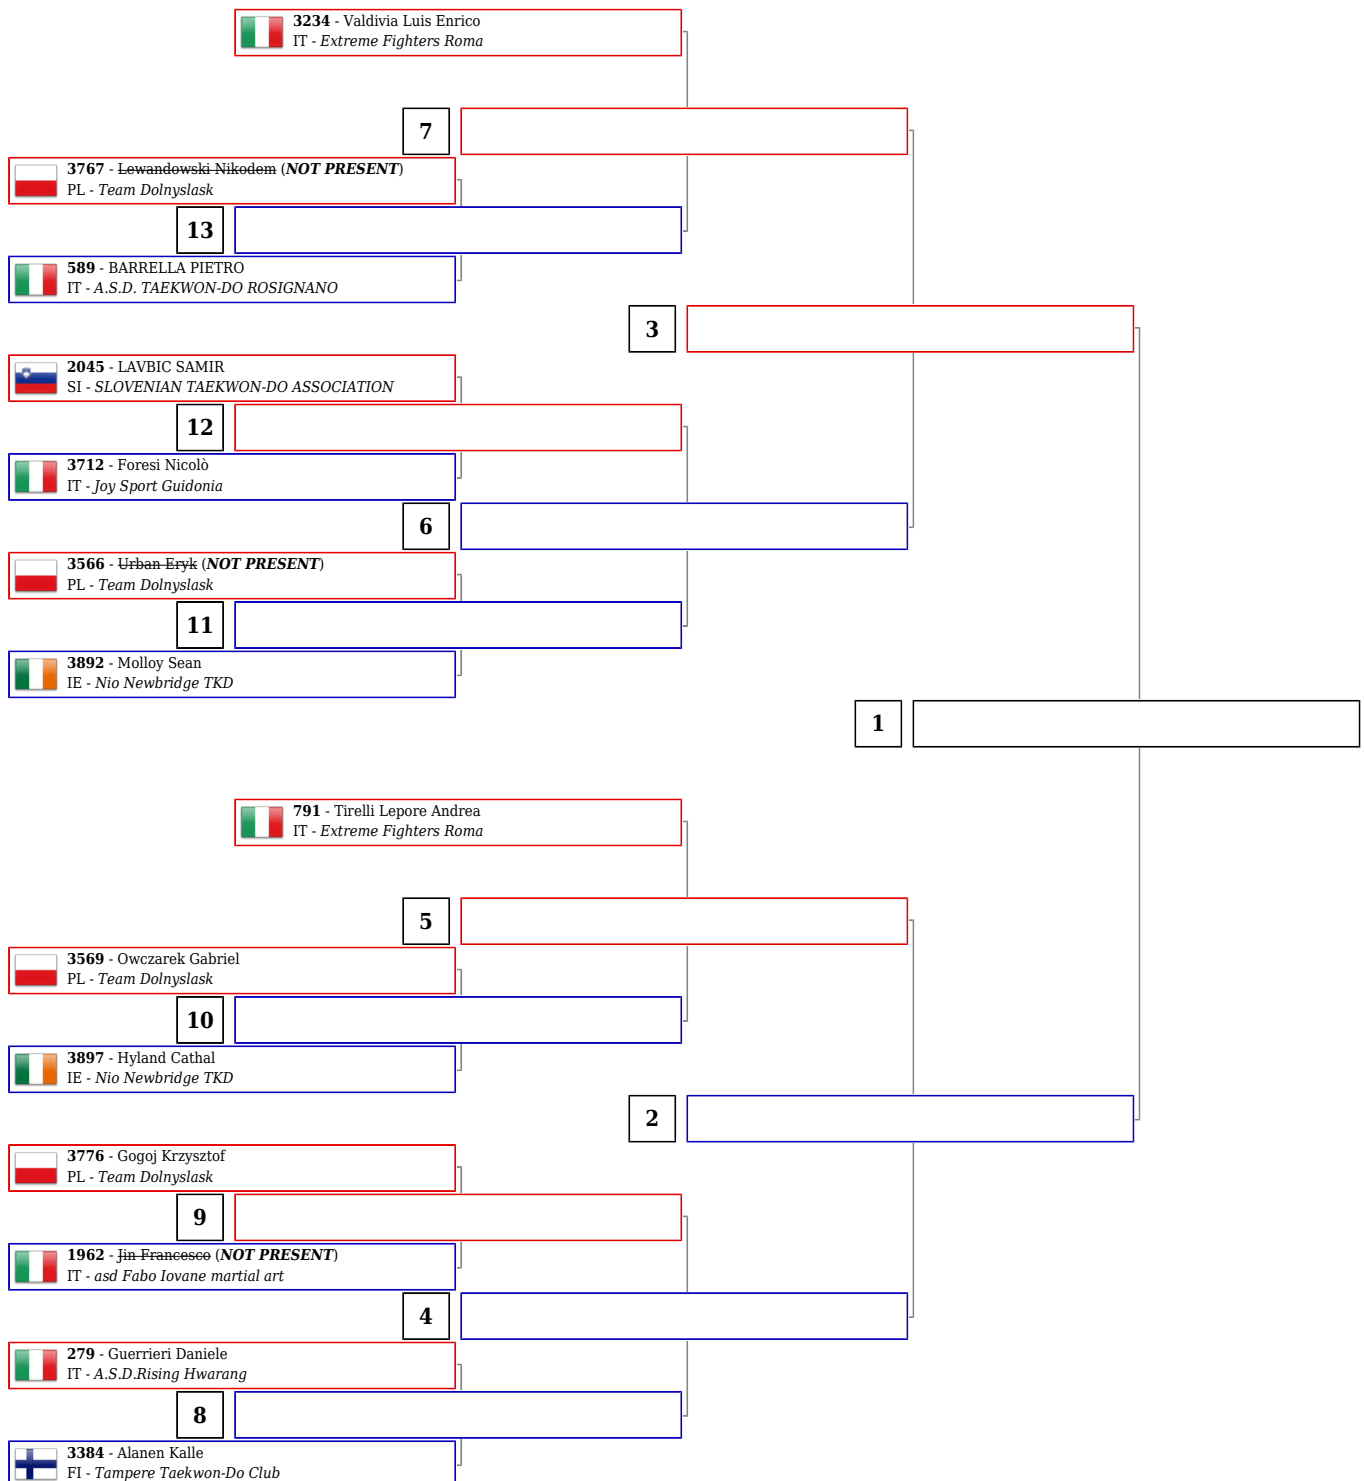 3234 - Valdivia Luis Enrico
IT - Extreme Fighters Roma
7
3767 - Lewandowski Nikodem (NOT PRESENT)
PL - Team Dolnyslask
13
589 - BARRELLA PIETRO
IT - A.S.D. TAEKWON-DO ROSIGNANO
3
2045 - LAVBIC SAMIR
SI - SLOVENIAN TAEKWON-DO ASSOCIATION
12
3712 - Foresi Nicolò
IT - Joy Sport Guidonia
6
3566 - Urban Eryk (NOT PRESENT)
PL - Team Dolnyslask
11
3892 - Molloy Sean
IE - Nio Newbridge TKD
1
791 - Tirelli Lepore Andrea
IT - Extreme Fighters Roma
5
3569 - Owczarek Gabriel
PL - Team Dolnyslask
10
3897 - Hyland Cathal
IE - Nio Newbridge TKD
2
3776 - Gogoj Krzysztof
PL - Team Dolnyslask
9
1962 - Jin Francesco (NOT PRESENT)
IT - asd Fabo Iovane martial art
4
279 - Guerrieri Daniele
IT - A.S.D.Rising Hwarang
8
3384 - Alanen Kalle
FI - Tampere Taekwon-Do Club